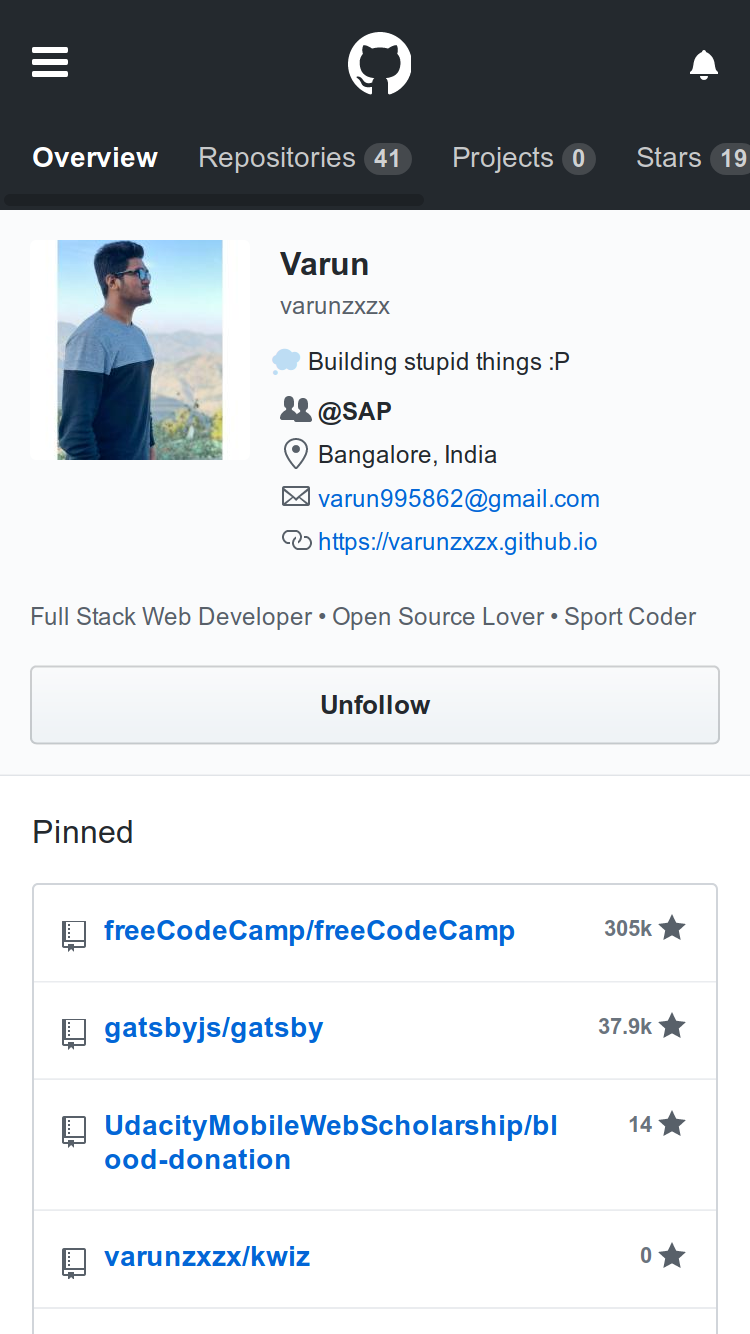 Overview Repositories 41 Projects 0 Stars 19
Varun
varunzxzx
Building stupid things :P
@SAP
Bangalore, India
varun995862@gmail.com
https://varunzxzx.github.io
Full Stack Web Developer • Open Source Lover • Sport Coder
Unfollow
Pinned
freeCodeCamp/freeCodeCamp 305k
gatsbyjs/gatsby 37.9k
UdacityMobileWebScholarship/bl 14
ood-donation
varunzxzx/kwiz 0